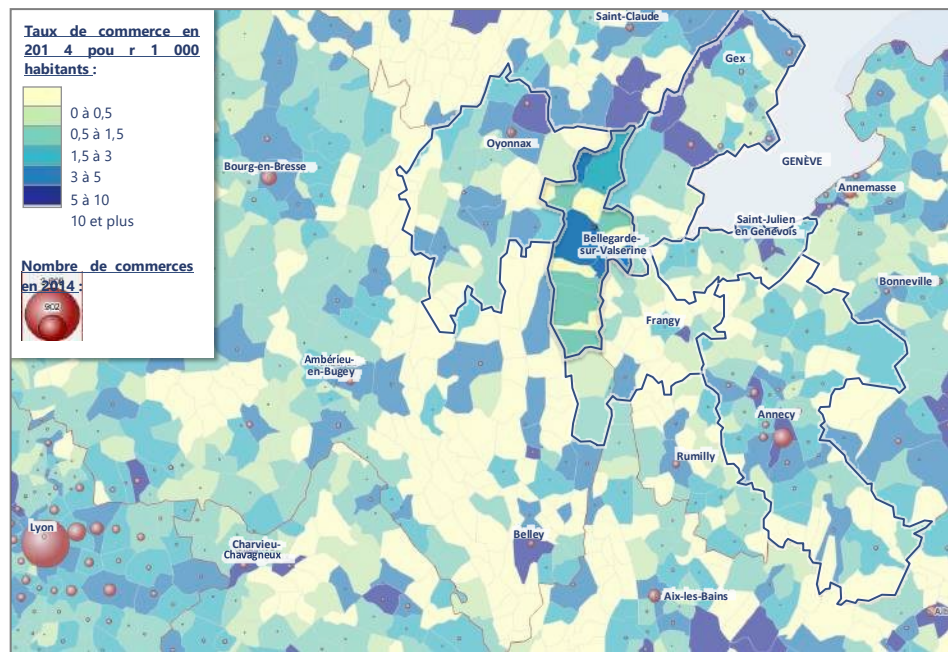 Taux de commerce en
201 4 pou r 1 000
habitants :
0 à 0,5
0,5 à 1,5
1,5 à 3
3 à 5
5 à 10
10 et plus
Nombre de commerces
en 2014 :
902
Saint-Claude
Gex
Oyonnax
Bourg-en-Bresse
GENÈVE
Annemasse
Saint-Julien
en Genevois
Bellegarde-
sur-Valserine
Bonneville
Frangy
Ambérieu-
en-Bugey
Annecy
Rumilly
Lyon
Belley
Charvieu-
Chavagneux
Aix-les-Bains